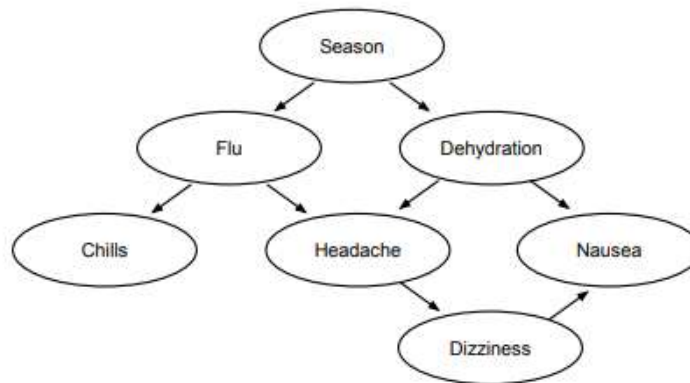 Season
Flu
Dehydration
Chills
Headache
Nausea
Dizziness